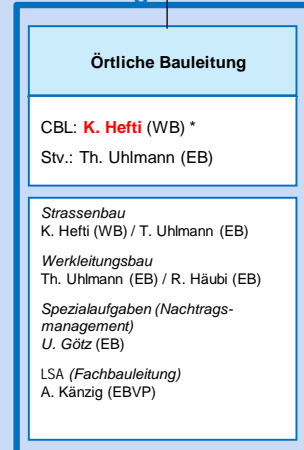 Örtliche Bauleitung
CBL: K. Hefti (WB) *
Stv.: Th. Uhlmann (EB)
Strassenbau
K. Hefti (WB) / T. Uhlmann (EB)
Werkleitungsbau
Th. Uhlmann (EB) / R. Häubi (EB)
Spezialaufgaben (Nachtrags-
management)
U. Götz (EB)
LSA (Fachbauleitung)
A. Känzig (EBVP)